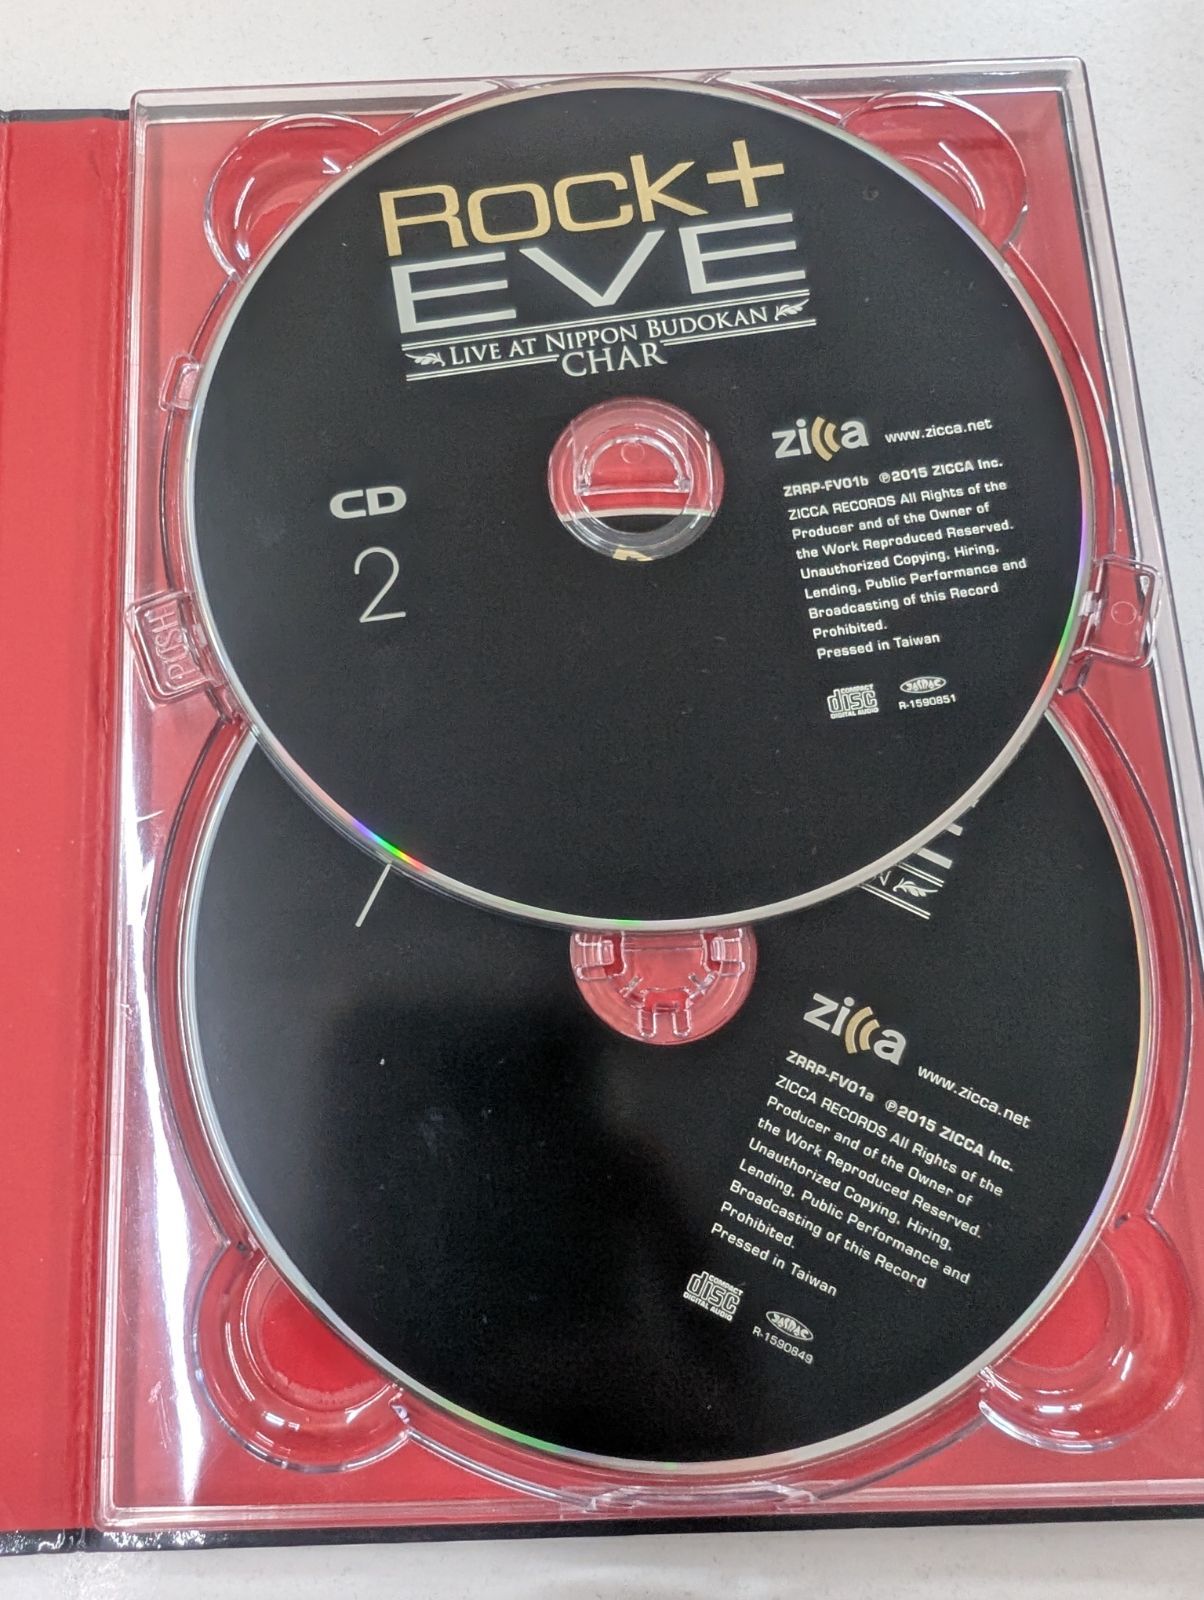 ROCK+
EVE
LIVE AT NIPPON BUDOKAN
CHAR
CD
2
zicca www.zicca.net
ZRRP-FV01b ℗2015 ZICCA Inc.
ZICCA RECORDS All Rights of the
Producer and of the Owner of
the Work Reproduced Reserved.
Unauthorized Copying, Hiring,
Lending, Public Performance and
Broadcasting of this Record
Prohibited.
Pressed in Taiwan
COMPACT
disc
DIGITAL AUDIO
JASRAC
R-1590851
PUSH
zicca www.zicca.net
ZRRP-FV01a ℗2015 ZICCA Inc.
ZICCA RECORDS All Rights of the
Producer and of the Owner of
the Work Reproduced Reserved.
Unauthorized Copying, Hiring,
Lending, Public Performance and
Broadcasting of this Record
Prohibited.
Pressed in Taiwan
COMPACT
disc
DIGITAL AUDIO
JASRAC
R-1590849